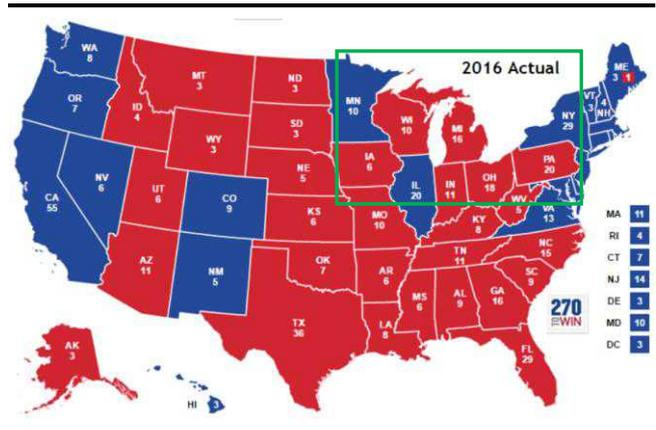 2016 Actual
WA
8
OR
7
CA
55
NV
6
ID
4
MT
3
WY
3
UT
6
AZ
11
CO
9
NM
5
ND
3
SD
3
NE
5
KS
6
OK
7
TX
36
MN
10
IA
6
MO
10
AR
6
LA
8
WI
10
IL
20
MI
16
IN
11
OH
18
KY
8
TN
11
MS
6
AL
9
GA
16
FL
29
SC
9
NC
15
VA
13
WV
5
PA
20
NY
29
VT
3
4
NH
ME
3 1
AK
3
HI 3
MA 11
RI 4
CT 7
NJ 14
DE 3
MD 10
DC 3
270
TO WIN